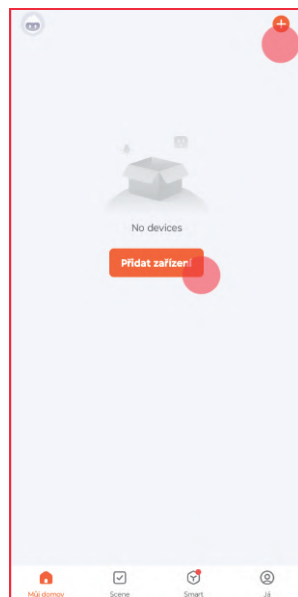 No devices
Přidat zařízení
Můj domov
Scene
Smart
Já